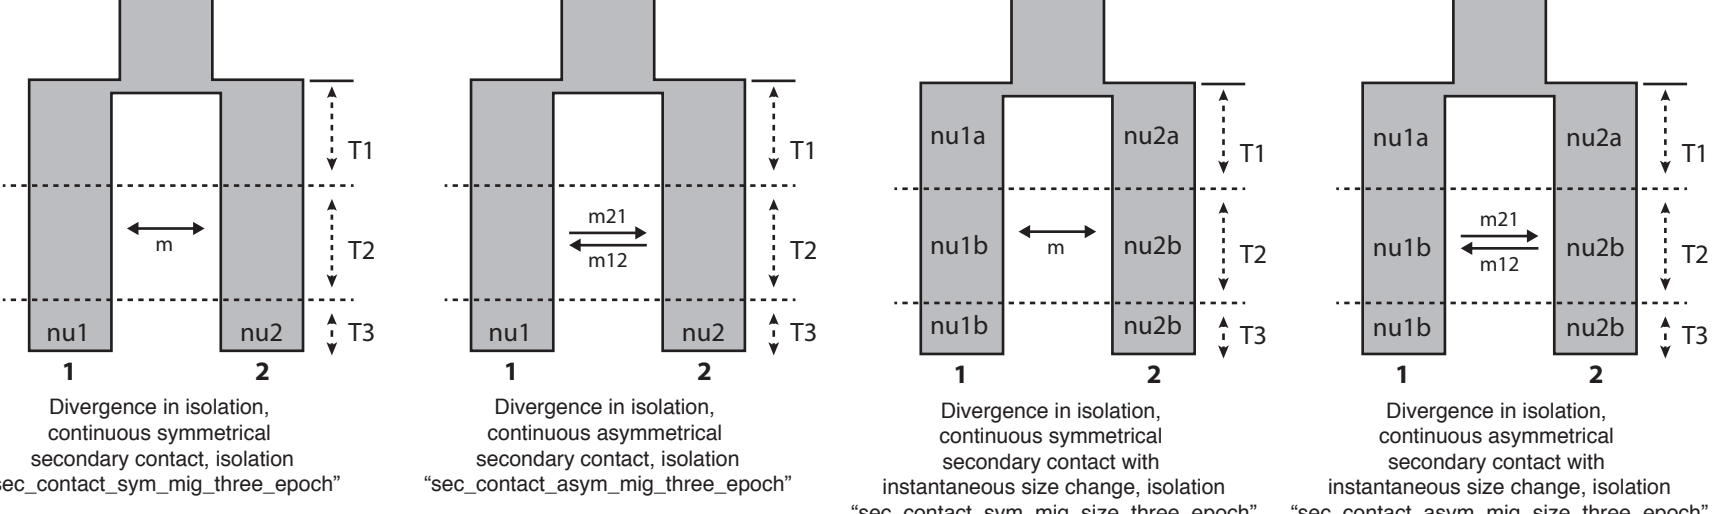 T1
T2
T3
m
nu1
nu2
1
2
Divergence in isolation,
continuous symmetrical
secondary contact, isolation
sec_contact_sym_mig_three_epoch”
T1
T2
T3
m21
m12
nu1
nu2
1
2
Divergence in isolation,
continuous asymmetrical
secondary contact, isolation
“sec_contact_asym_mig_three_epoch”
nu1a
nu2a
T1
nu1b
m
nu2b
T2
nu1b
nu2b
T3
1
2
Divergence in isolation,
continuous symmetrical
secondary contact with
instantaneous size change, isolation
“sec_contact_sym_mig_size_three_epoch”
nu1a
nu2a
T1
nu1b
m21
m12
nu2b
T2
nu1b
nu2b
T3
1
2
Divergence in isolation,
continuous asymmetrical
secondary contact with
instantaneous size change, isolation
“sec_contact_asym_mig_size_three_epoch”